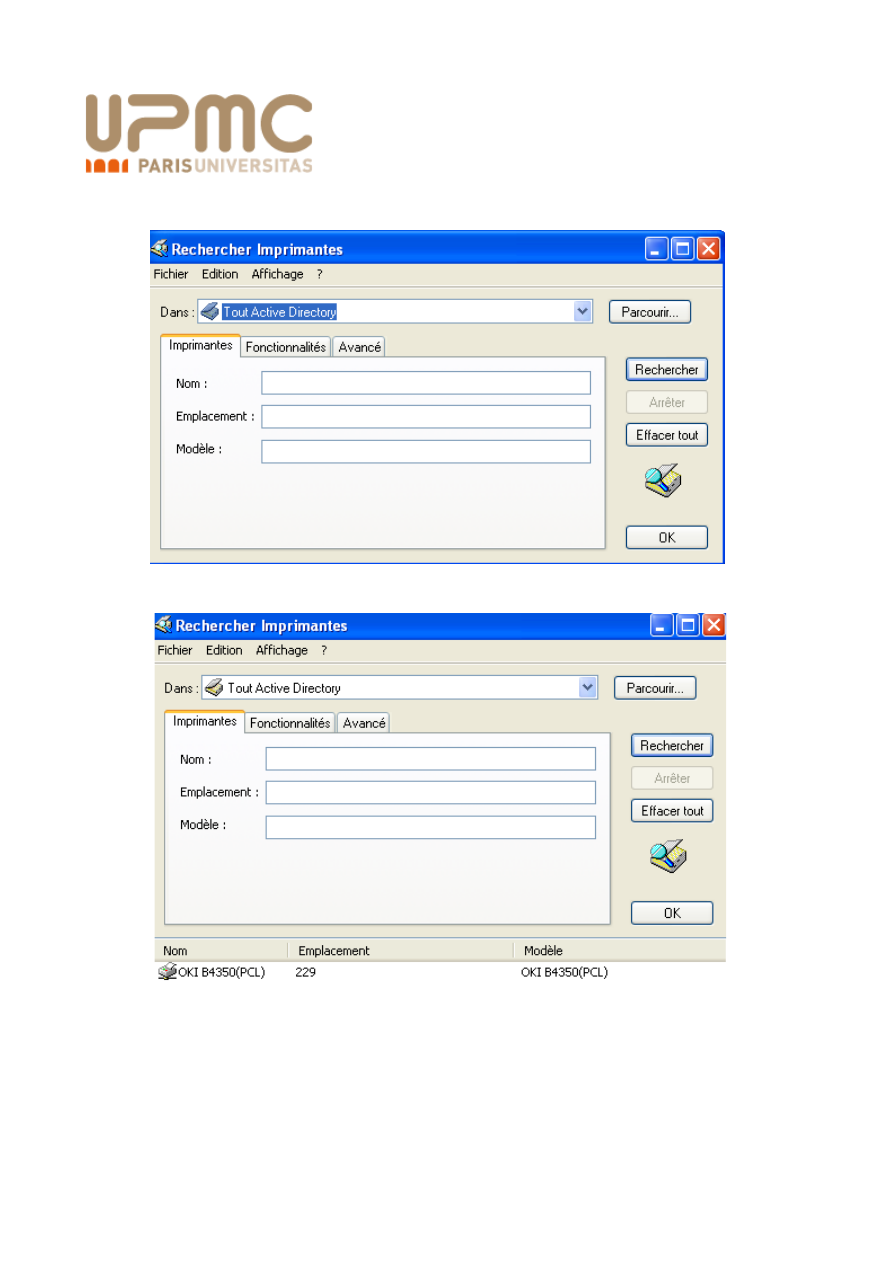 UPMC
PARISUNIVERSITAS
Rechercher Imprimantes
Fichier Edition Affichage ?
Dans : Tout Active Directory Parcourir...
Imprimantes Fonctionnalités Avancé
Nom :
Emplacement :
Modèle :
Rechercher
Arrêter
Effacer tout
OK
Rechercher Imprimantes
Fichier Edition Affichage ?
Dans : Tout Active Directory Parcourir...
Imprimantes Fonctionnalités Avancé
Nom :
Emplacement :
Modèle :
Rechercher
Arrêter
Effacer tout
OK
Nom Emplacement Modèle
OKI B4350(PCL) 229 OKI B4350(PCL)